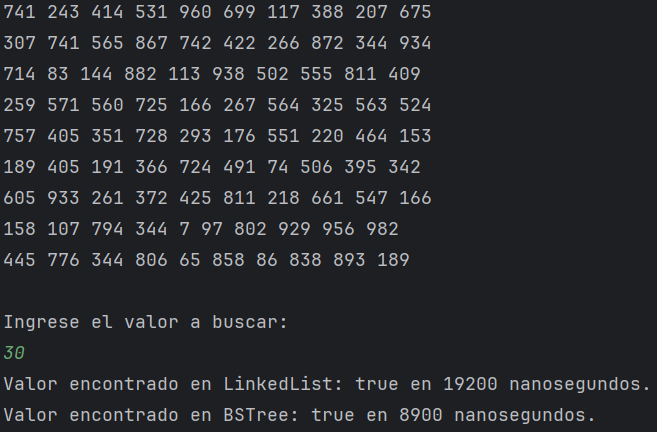 741 243 414 531 960 699 117 388 207 675
307 741 565 867 742 422 266 872 344 934
714 83 144 882 113 938 502 555 811 409
259 571 560 725 166 267 564 325 563 524
757 405 351 728 293 176 551 220 464 153
189 405 191 366 724 491 74 506 395 342
605 933 261 372 425 811 218 661 547 166
158 107 794 344 7 97 802 929 956 982
445 776 344 806 65 858 86 838 893 189
Ingrese el valor a buscar:
30
Valor encontrado en LinkedList: true en 19200 nanosegundos.
Valor encontrado en BSTree: true en 8900 nanosegundos.